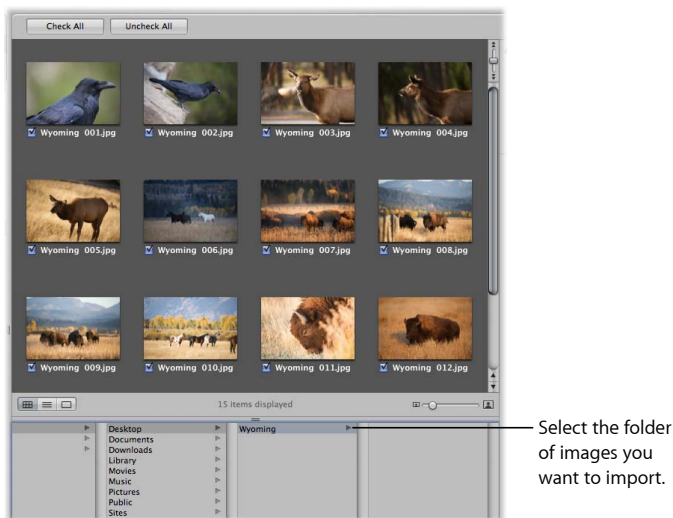 Check All Uncheck All
Wyoming 001.jpg Wyoming 002.jpg Wyoming 003.jpg Wyoming 004.jpg
Wyoming 005.jpg Wyoming 006.jpg Wyoming 007.jpg Wyoming 008.jpg
Wyoming 009.jpg Wyoming 010.jpg Wyoming 011.jpg Wyoming 012.jpg
15 items displayed
Desktop
Documents
Downloads
Library
Movies
Music
Pictures
Public
Sites
Wyoming
Select the folder
of images you
want to import.